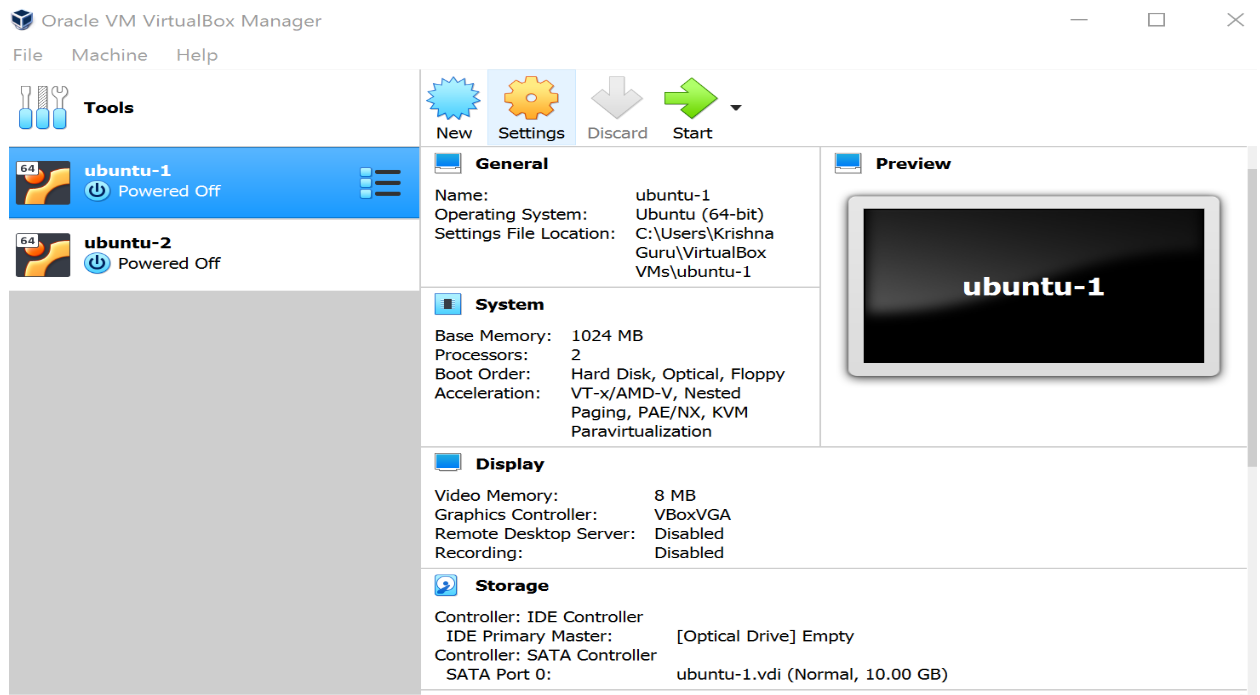 Oracle VM VirtualBox Manager
File Machine Help
Tools
New Settings Discard Start
64
ubuntu-1
Powered Off
64
ubuntu-2
Powered Off
General
Name: ubuntu-1
Operating System: Ubuntu (64-bit)
Settings File Location: C:\Users\Krishna
Guru\VirtualBox
VMs\ubuntu-1
System
Base Memory: 1024 MB
Processors: 2
Boot Order: Hard Disk, Optical, Floppy
Acceleration: VT-x/AMD-V, Nested
Paging, PAE/NX, KVM
Paravirtualization
Preview
ubuntu-1
Display
Video Memory: 8 MB
Graphics Controller: VBoxVGA
Remote Desktop Server: Disabled
Recording: Disabled
Storage
Controller: IDE Controller
IDE Primary Master: [Optical Drive] Empty
Controller: SATA Controller
SATA Port 0: ubuntu-1.vdi (Normal, 10.00 GB)